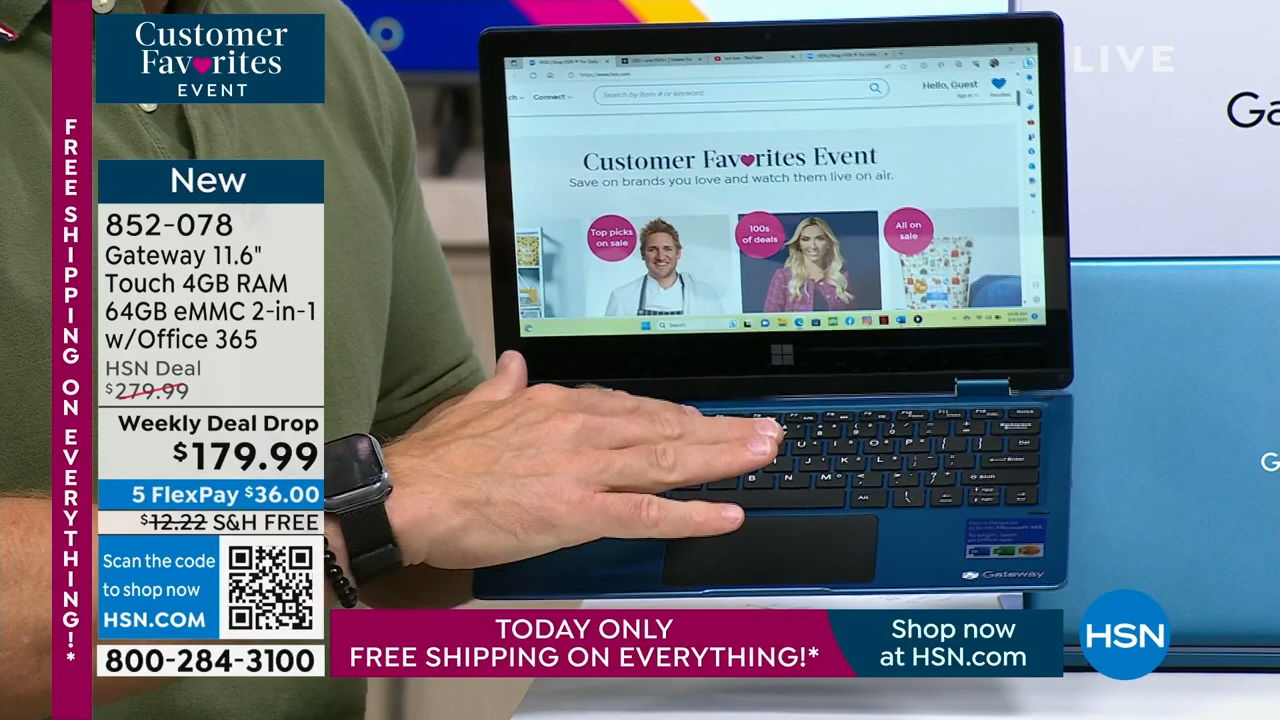 Customer
Favorites
EVENT
FREE SHIPPING ON EVERYTHING!*
New
852-078
Gateway 11.6"
Touch 4GB RAM
64GB eMMC 2-in-1
w/Office 365
HSN Deal
$279.99
Weekly Deal Drop
$179.99
5 FlexPay $36.00
$12.22 S&H FREE
Scan the code
to shop now
HSN.COM
800-284-3100
TODAY ONLY
FREE SHIPPING ON EVERYTHING!*
Shop now
at HSN.com
HSN
LIVE
Ga
G
Connect
Search by item # or keyword
Hello, Guest
Customer Favorites Event
Save on brands you love and watch them live on air.
Top picks
on sale
100s
of deals
All on
sale
Search
Gateway